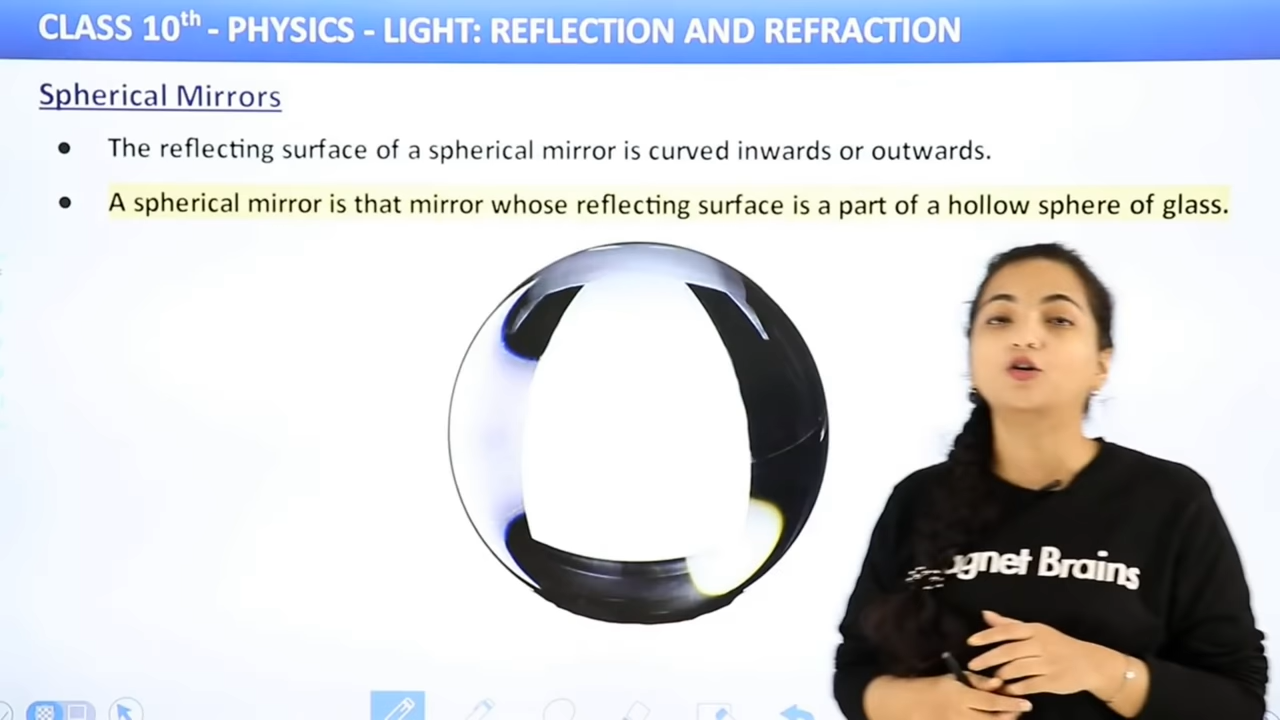 CLASS 10th - PHYSICS - LIGHT: REFLECTION AND REFRACTION
Spherical Mirrors
• The reflecting surface of a spherical mirror is curved inwards or outwards.
• A spherical mirror is that mirror whose reflecting surface is a part of a hollow sphere of glass.
Brains